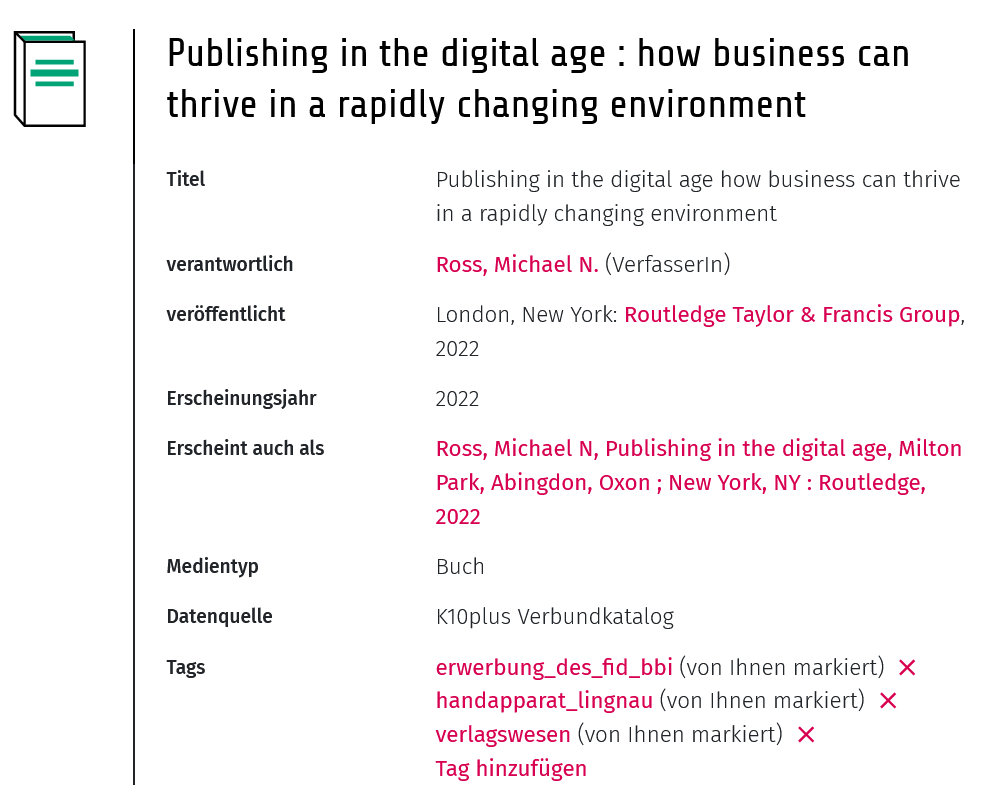 Publishing in the digital age : how business can
thrive in a rapidly changing environment
Titel
Publishing in the digital age how business can thrive
in a rapidly changing environment
verantwortlich
Ross, Michael N. (VerfasserIn)
veröffentlicht
London, New York: Routledge Taylor & Francis Group,
2022
Erscheinungsjahr
2022
Erscheint auch als
Ross, Michael N, Publishing in the digital age, Milton
Park, Abingdon, Oxon ; New York, NY : Routledge,
2022
Medientyp
Buch
Datenquelle
K10plus Verbundkatalog
Tags
erwerbung_des_fid_bbi (von Ihnen markiert) ×
handapparat_lingnau (von Ihnen markiert) ×
verlagswesen (von Ihnen markiert) ×
Tag hinzufügen